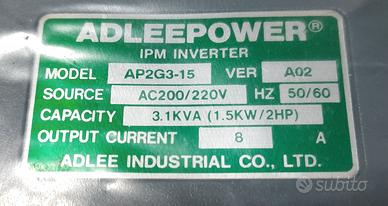 ADLEEPOWER®
IPM INVERTER
MODEL AP2G3-15 VER A02
SOURCE AC200/220V HZ 50/60
CAPACITY 3.1KVA (1.5KW/2HP)
OUTPUT CURRENT 8 A
ADLEE INDUSTRIAL CO., LTD.
subito